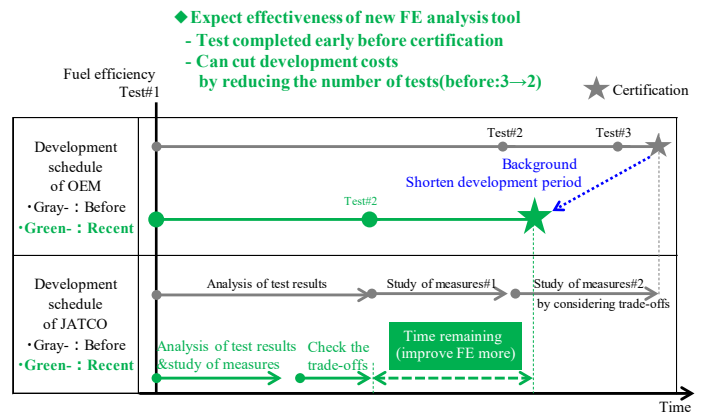 ◆Expect effectiveness of new FE analysis tool
- Test completed early before certification
- Can cut development costs
by reducing the number of tests(before:3→2)
Fuel efficiency
Test#1
Certification
Development
schedule
of OEM
・Gray-：Before
・Green-：Recent
Test#2
Test#3
Background
Shorten development period
Test#2
Development
schedule
of JATCO
・Gray-：Before
・Green-：Recent
Analysis of test results
Study of measures#1
Study of measures#2
by considering trade-offs
Analysis of test results
&study of measures
Check the
trade-offs
Time remaining
(improve FE more)
Time